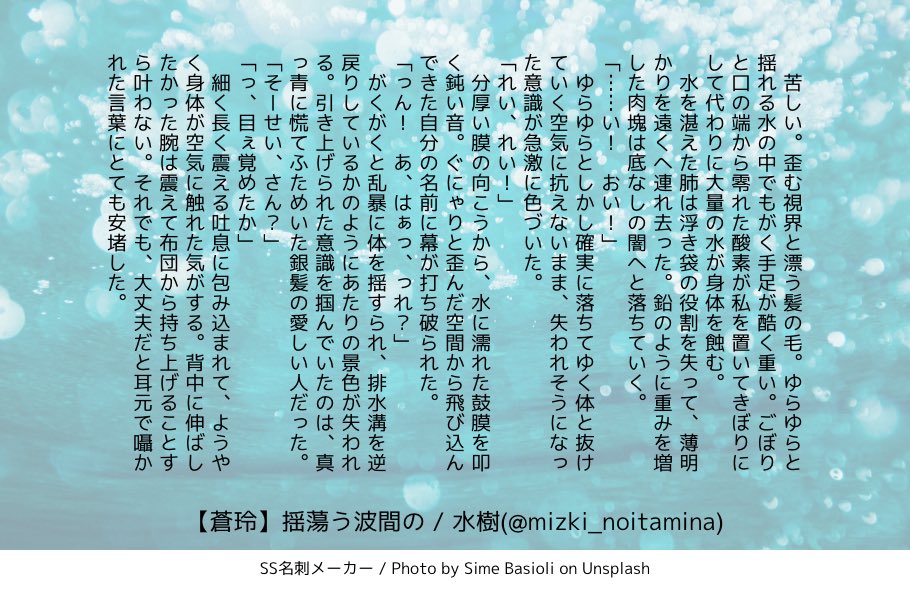 苦しい。歪む視界と漂う髪の毛。ゆらゆらと
揺れる水の中でもがく手足が酷く重い。ごぼり
と口の端から零れた酸素が私を置いてきぼりに
して代わりに大量の水が身体を蝕む。
水を湛えた肺は浮き袋の役割を失って、薄明
かりを遠くへ連れ去った。鉛のように重みを増
した肉塊は底なしの闇へと落ちていく。
「……い！　おい！」
ゆらゆらとしかし確実に落ちてゆく体と抜け
ていく空気に抗えないまま、失われそうになっ
た意識が急激に色づいた。
「れい、れい！」
分厚い膜の向こうから、水に濡れた鼓膜を叩
く鈍い音。ぐにゃりと歪んだ空間から飛び込ん
できた自分の名前に幕が打ち破られた。
「っん！　あ、はぁっ、っれ？」
がくがくと乱暴に体を揺すられ、排水溝を逆
戻りしているかのようにあたりの景色が失われ
る。引き上げられた意識を掴んでいたのは、真
っ青に慌てふためいた銀髪の愛しい人だった。
「そーせい、さん？」
「っ、目ぇ覚めたか」
細く長く震える吐息に包み込まれて、ようや
く身体が空気に触れた気がする。背中に伸ばし
たかった腕は震えて布団から持ち上げることす
ら叶わない。それでも、大丈夫だと耳元で囁か
れた言葉にとても安堵した。
【蒼玲】揺蕩う波間の / 水樹(@mizki_noitamina)
SS名刺メーカー / Photo by Sime Basioli on Unsplash